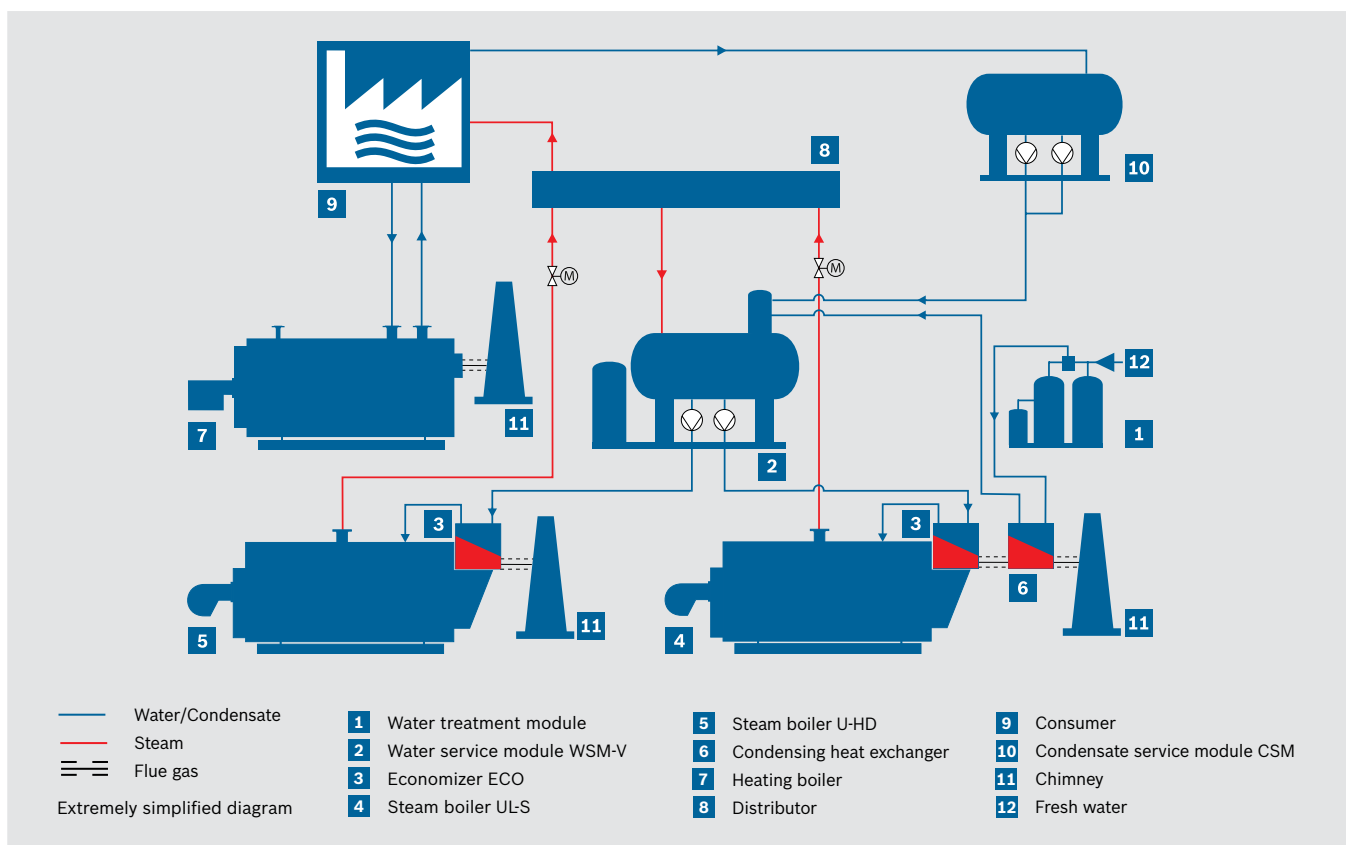 8
9
10
M
M
12
7
11
1
2
3
3
6
5
11
4
11
Water/Condensate
Steam
Flue gas
Extremely simplified diagram
1 Water treatment module
2 Water service module WSM-V
3 Economizer ECO
4 Steam boiler UL-S
5 Steam boiler U-HD
6 Condensing heat exchanger
7 Heating boiler
8 Distributor
9 Consumer
10 Condensate service module CSM
11 Chimney
12 Fresh water